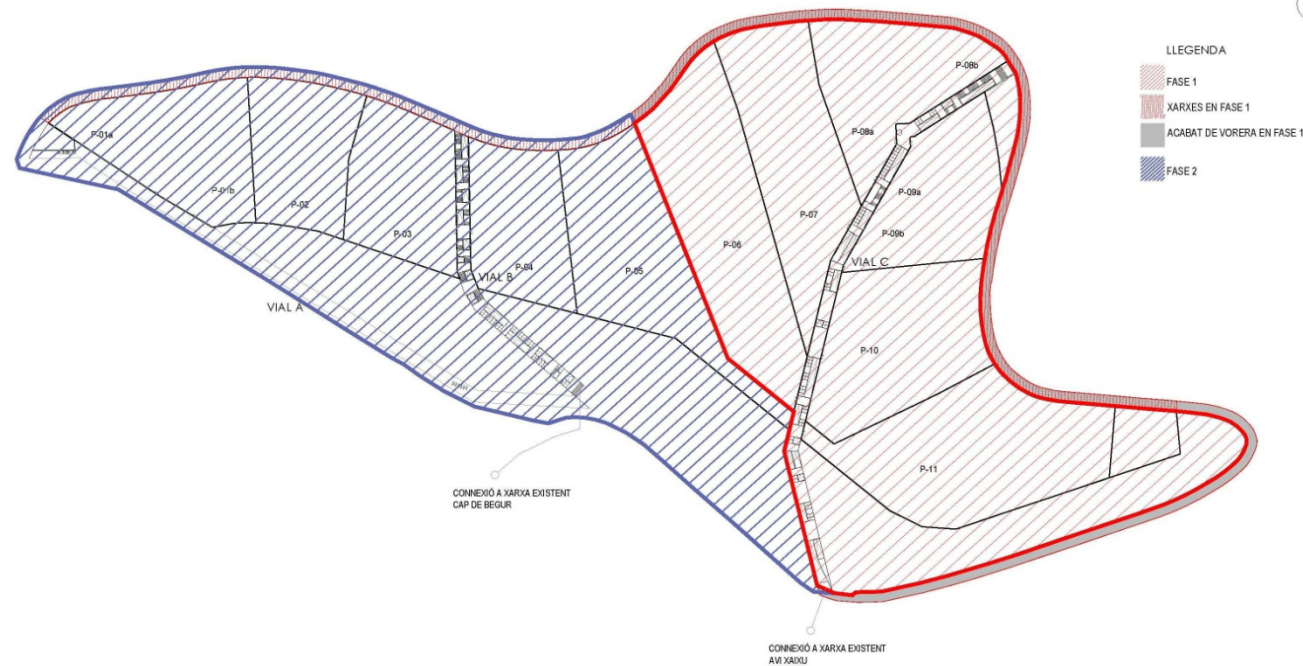 LLEGENDA
FASE 1
XARXES EN FASE 1
ACABAT DE VORERA EN FASE 1
FASE 2
P-01a
P-01b
P-02
P-03
P-04
P-05
P-06
P-07
P-08a
P-08b
P-09a
P-09b
P-10
P-11
VIAL A
VIAL B
VIAL C
CONNEXIÓ A XARXA EXISTENT
CAP DE BEGUR
CONNEXIÓ A XARXA EXISTENT
AVI XAIXU